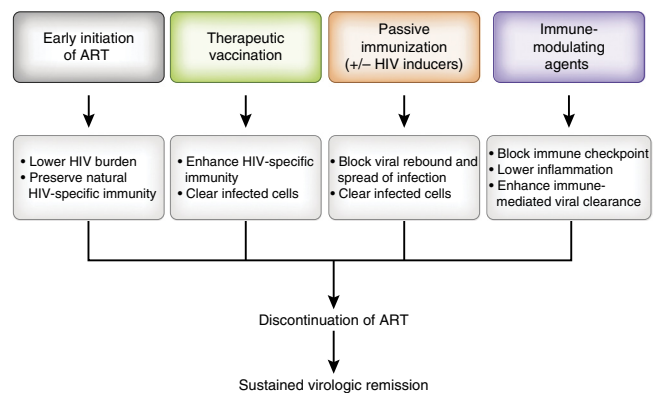 Early initiation
of ART
Therapeutic
vaccination
Passive
immunization
(+/– HIV inducers)
Immune-
modulating
agents
• Lower HIV burden
• Preserve natural
HIV-specific immunity
• Enhance HIV-specific
immunity
• Clear infected cells
• Block viral rebound and
spread of infection
• Clear infected cells
• Block immune checkpoint
• Lower inflammation
• Enhance immune-
mediated viral clearance
Discontinuation of ART
Sustained virologic remission